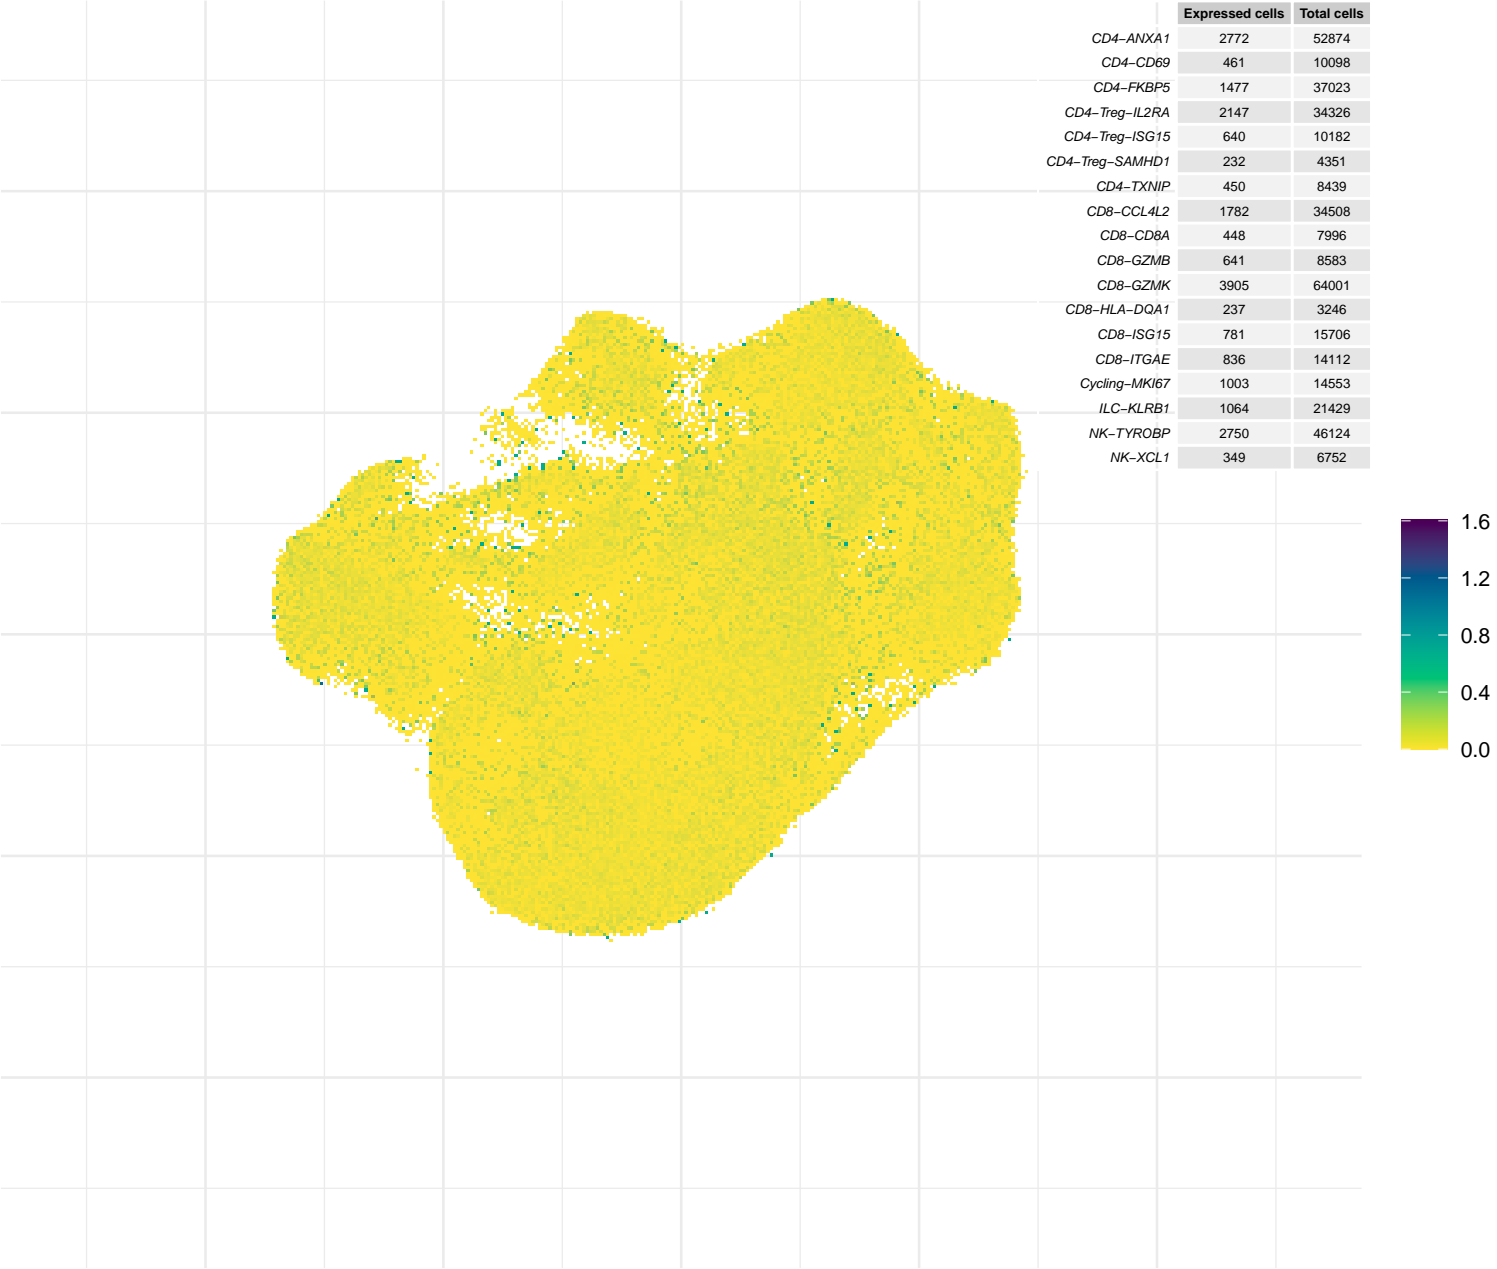 Expressed cells Total cells
CD4−ANXA1 2772 52874
CD4−CD69 461 10098
CD4−FKBP5 1477 37023
CD4−Treg−IL2RA 2147 34326
CD4−Treg−ISG15 640 10182
CD4−Treg−SAMHD1 232 4351
CD4−TXNIP 450 8439
CD8−CCL4L2 1782 34508
CD8−CD8A 448 7996
CD8−GZMB 641 8583
CD8−GZMK 3905 64001
CD8−HLA−DQA1 237 3246
CD8−ISG15 781 15706
CD8−ITGAE 836 14112
Cycling−MKI67 1003 14553
ILC−KLRB1 1064 21429
NK−TYROBP 2750 46124
NK−XCL1 349 6752
1.6
1.2
0.8
0.4
0.0